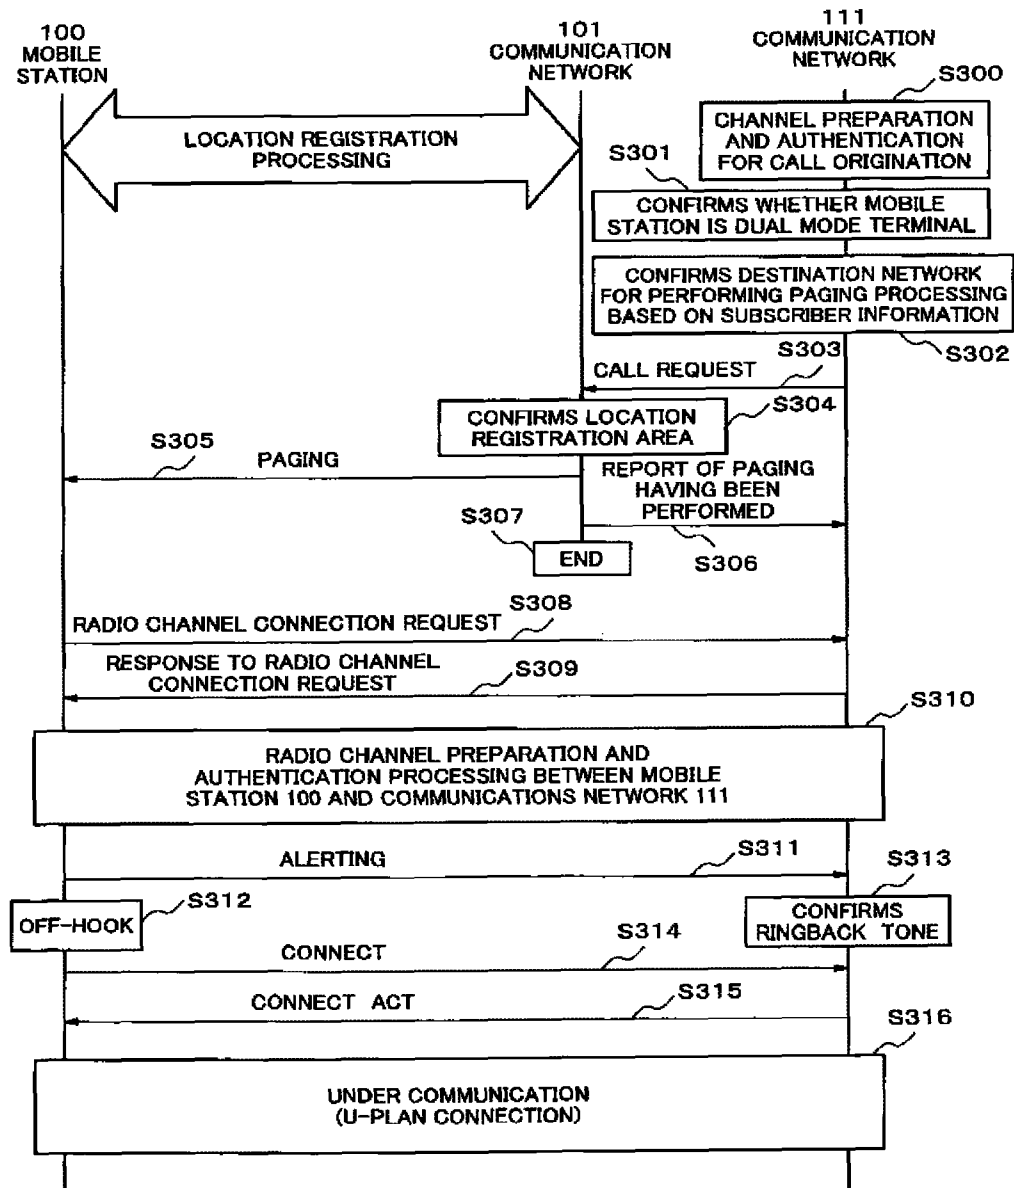 100
MOBILE
STATION
101
COMMUNICATION
NETWORK
111
COMMUNICATION
NETWORK
S300
CHANNEL PREPARATION
AND AUTHENTICATION
FOR CALL ORIGINATION
LOCATION REGISTRATION
PROCESSING
S301
CONFIRMS WHETHER MOBILE
STATION IS DUAL MODE TERMINAL
CONFIRMS DESTINATION NETWORK
FOR PERFORMING PAGING PROCESSING
BASED ON SUBSCRIBER INFORMATION
S302
S303
CALL REQUEST
S304
CONFIRMS LOCATION
REGISTRATION AREA
S305
PAGING
REPORT OF PAGING
HAVING BEEN
PERFORMED
S306
S307
END
S308
RADIO CHANNEL CONNECTION REQUEST
RESPONSE TO RADIO CHANNEL
CONNECTION REQUEST
S309
S310
RADIO CHANNEL PREPARATION AND
AUTHENTICATION PROCESSING BETWEEN MOBILE
STATION 100 AND COMMUNICATIONS NETWORK 111
ALERTING
S311
S312
OFF-HOOK
S313
CONFIRMS
RINGBACK TONE
CONNECT
S314
CONNECT ACT
S315
S316
UNDER COMMUNICATION
(U-PLAN CONNECTION)